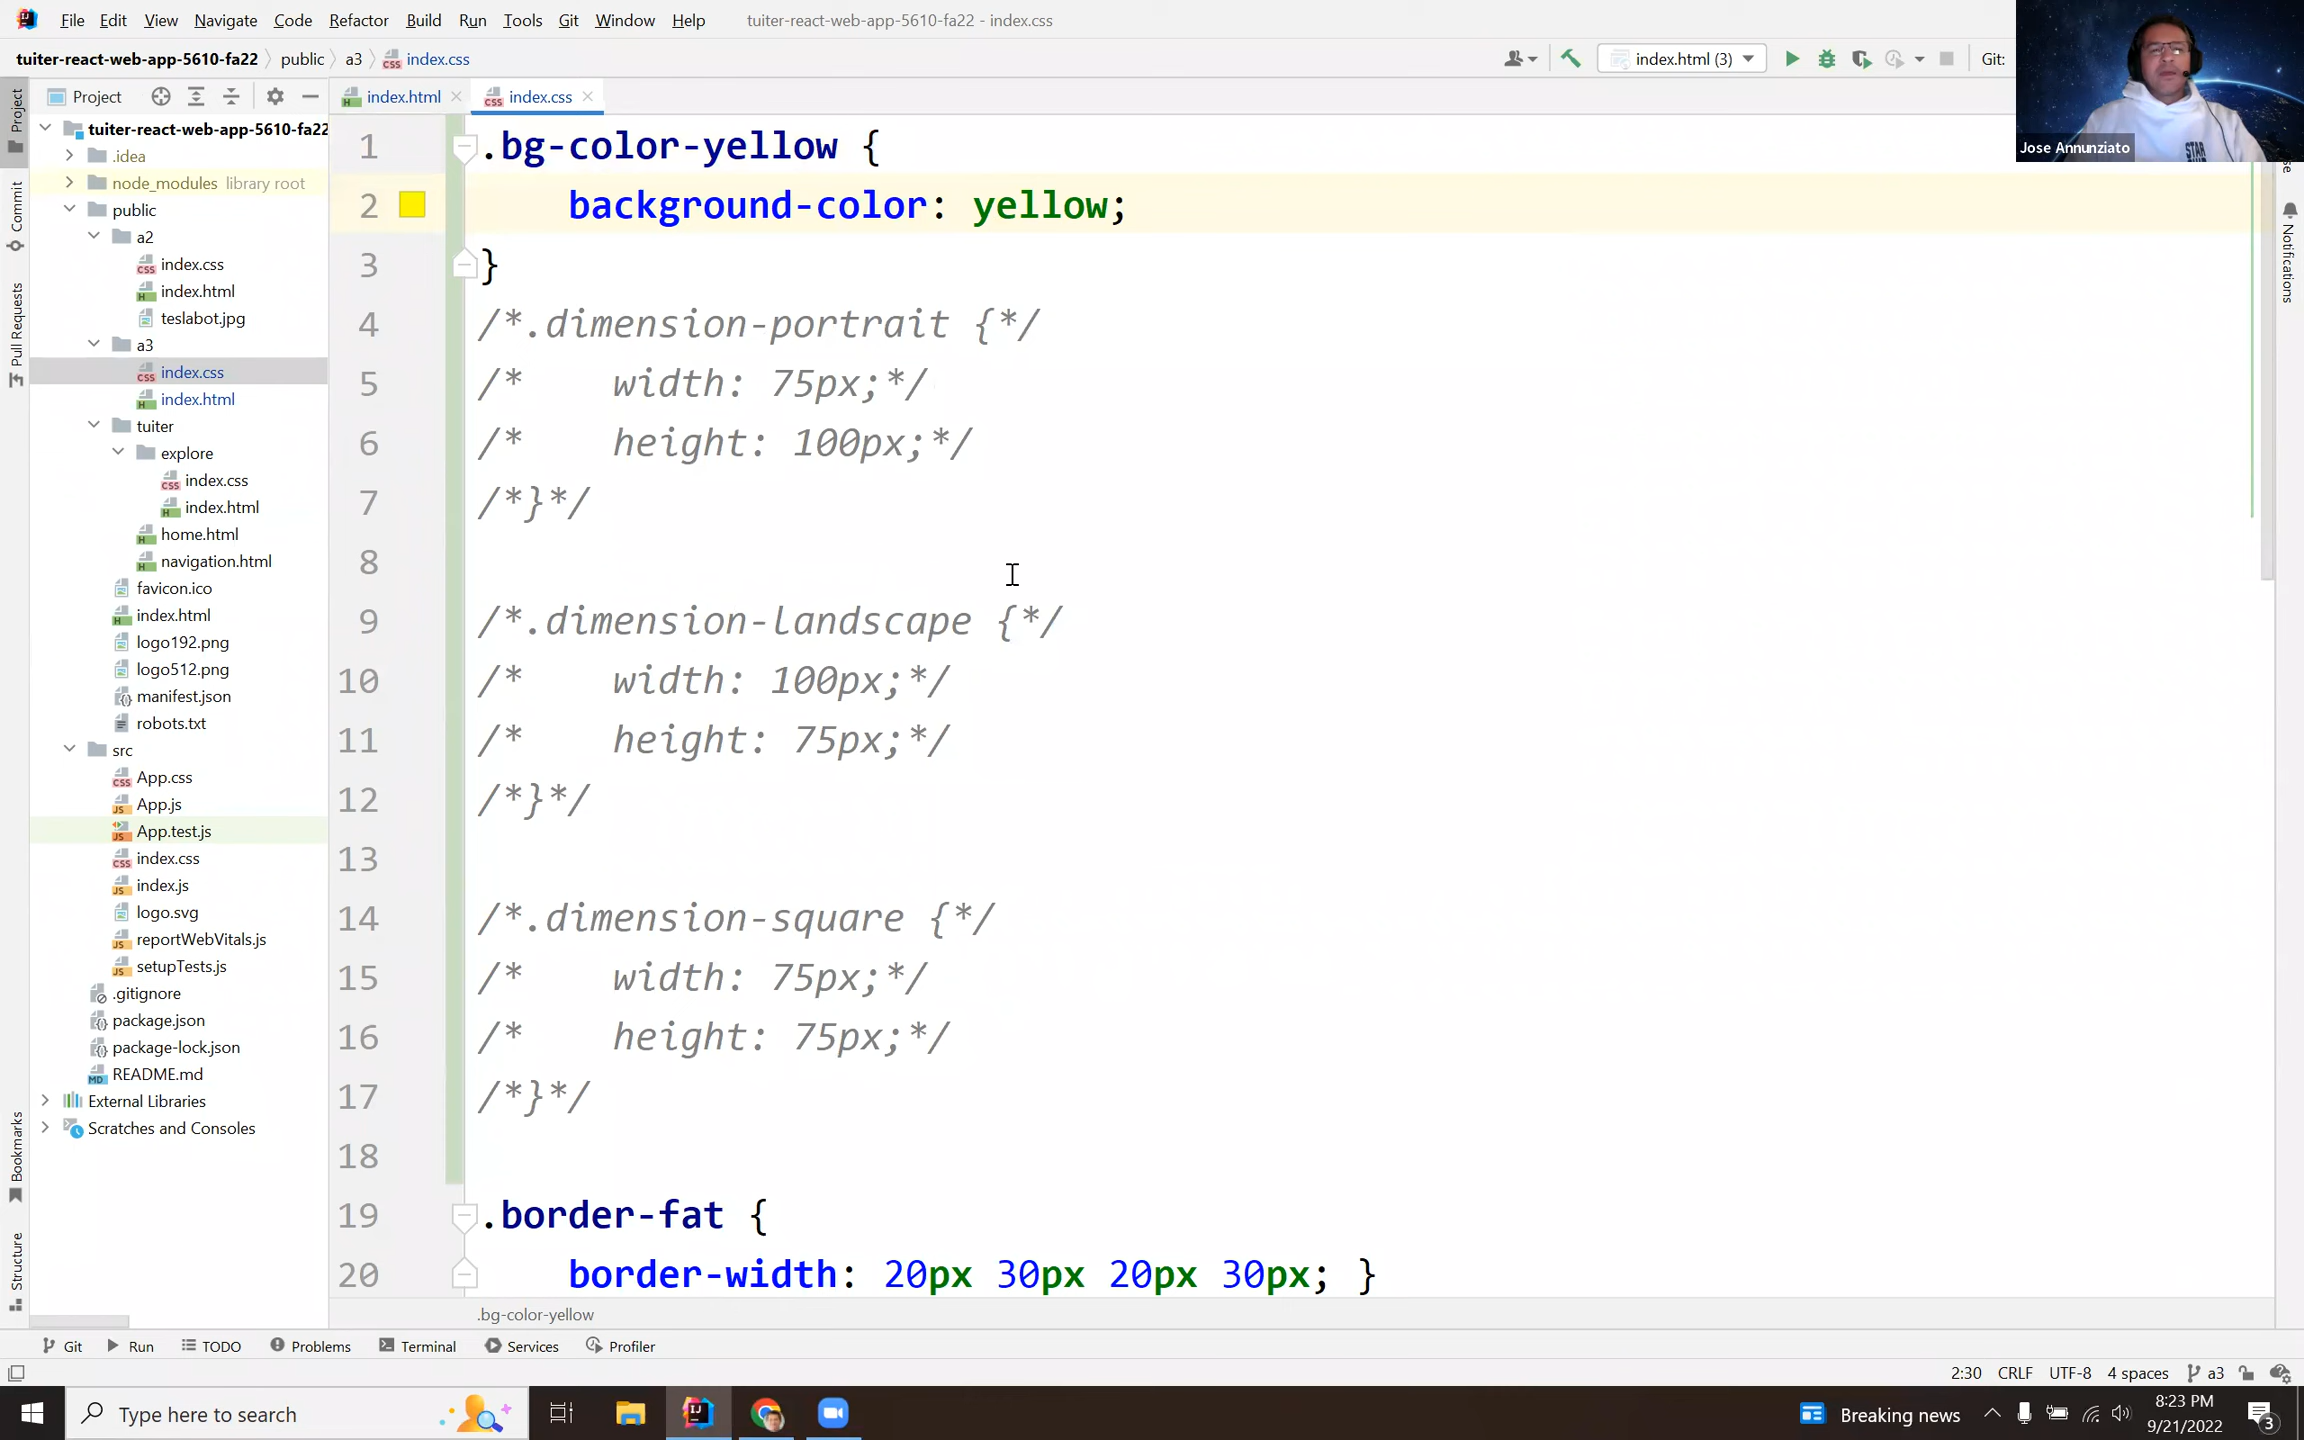 File Edit View Navigate Code Refactor Build Run Tools Git Window Help tuiter-react-web-app-5610-fa22 - index.css
tuiter-react-web-app-5610-fa22 public a3 index.css index.html (3) Git:
Jose Annunziato
Project
Commit
Pull Requests
Bookmarks
Structure
Project
tuiter-react-web-app-5610-fa22
.idea
node_modules library root
public
a2
index.css
index.html
teslabot.jpg
a3
index.css
index.html
tuiter
explore
index.css
index.html
home.html
navigation.html
favicon.ico
index.html
logo192.png
logo512.png
manifest.json
robots.txt
src
App.css
App.js
App.test.js
index.css
index.js
logo.svg
reportWebVitals.js
setupTests.js
.gitignore
package.json
package-lock.json
README.md
External Libraries
Scratches and Consoles
index.html index.css
1 .bg-color-yellow {
2 background-color: yellow;
3 }
4 /*.dimension-portrait {*/
5 /* width: 75px;*/
6 /* height: 100px;*/
7 /*}*/
8
9 /*.dimension-landscape {*/
10 /* width: 100px;*/
11 /* height: 75px;*/
12 /*}*/
13
14 /*.dimension-square {*/
15 /* width: 75px;*/
16 /* height: 75px;*/
17 /*}*/
18
19 .border-fat {
20 border-width: 20px 30px 20px 30px; }
.bg-color-yellow
Notifications
Git Run TODO Problems Terminal Services Profiler
2:30 CRLF UTF-8 4 spaces a3
Type here to search
Breaking news
8:23 PM
9/21/2022
3